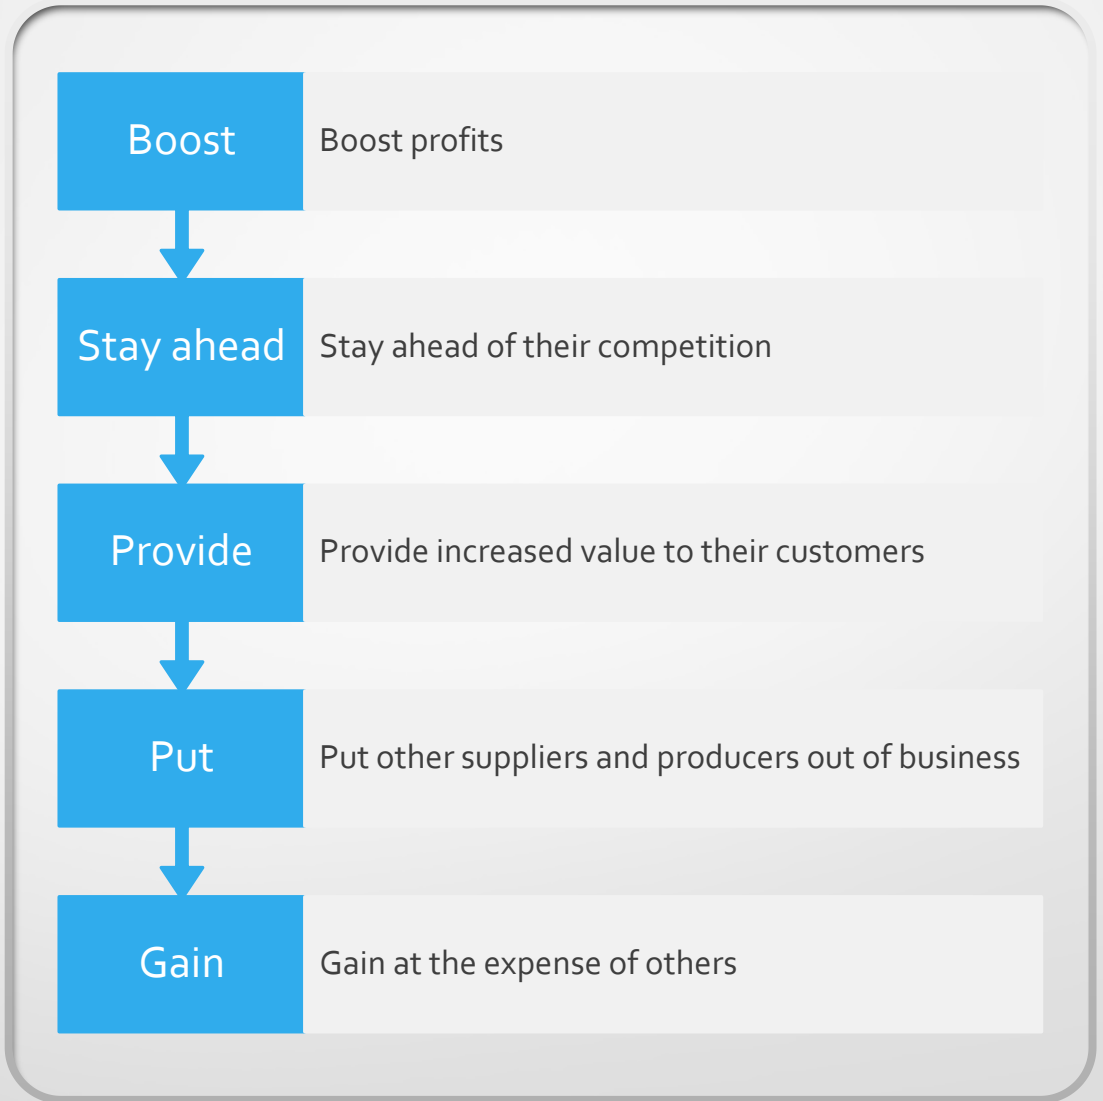 Boost
Boost profits
Stay ahead
Stay ahead of their competition
Provide
Provide increased value to their customers
Put
Put other suppliers and producers out of business
Gain
Gain at the expense of others